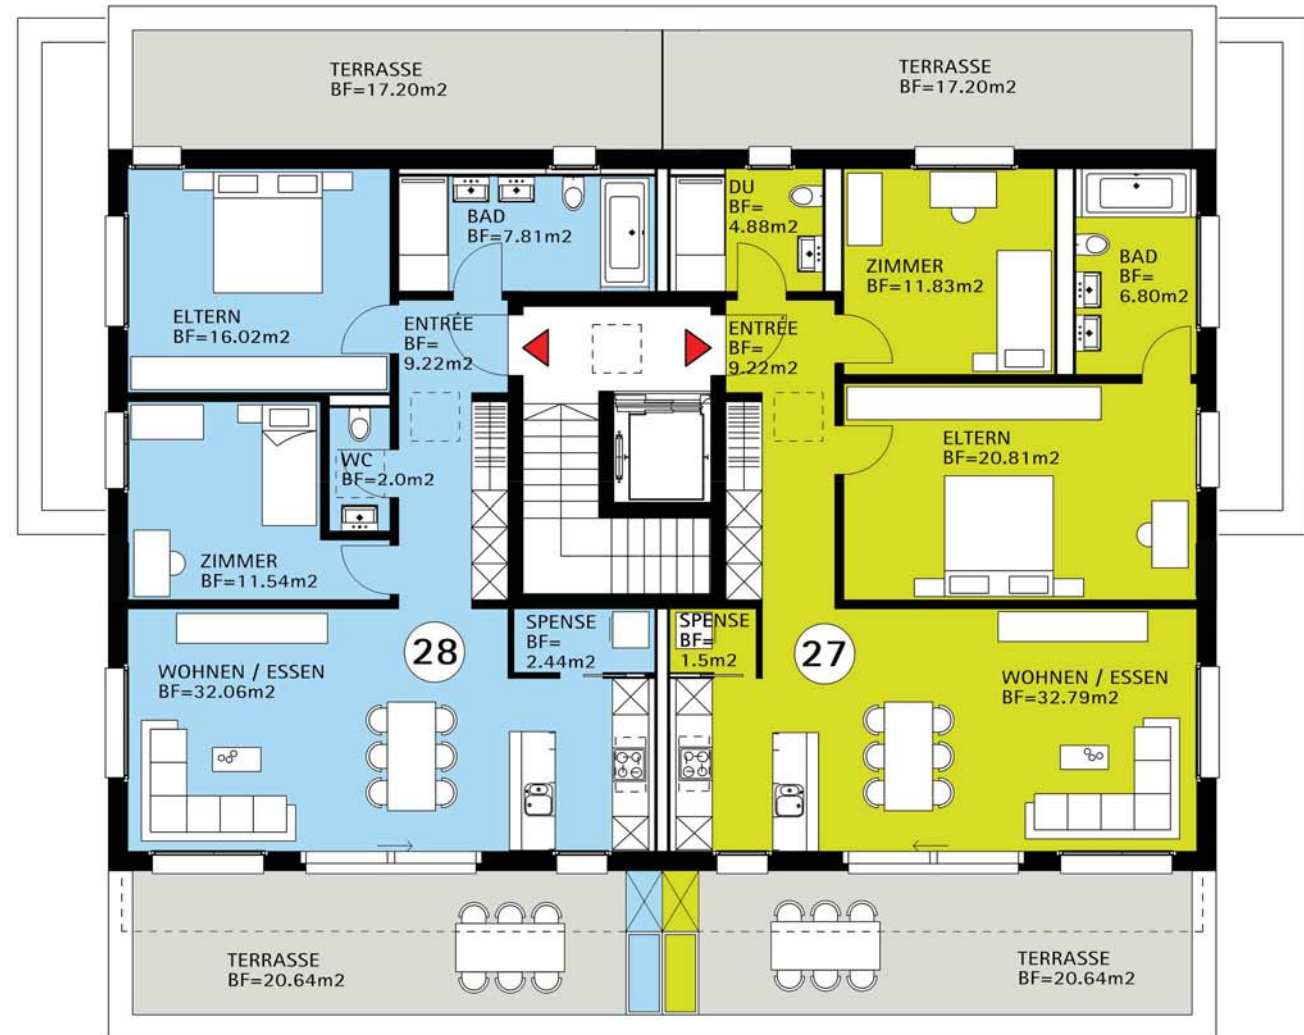 TERRASSE
BF=17.20m2
TERRASSE
BF=17.20m2
BAD
BF=7.81m2
DU
BF=
4.88m2
ZIMMER
BF=11.83m2
BAD
BF=
6.80m2
ELTERN
BF=16.02m2
ENTRÉE
BF=
9.22m2
ENTRÉE
BF=
9.22m2
ELTERN
BF=20.81m2
WC
BF=2.0m2
ZIMMER
BF=11.54m2
SPENSE
BF=
2.44m2
SPENSE
BF=
1.5m2
28
27
WOHNEN / ESSEN
BF=32.06m2
WOHNEN / ESSEN
BF=32.79m2
TERRASSE
BF=20.64m2
TERRASSE
BF=20.64m2